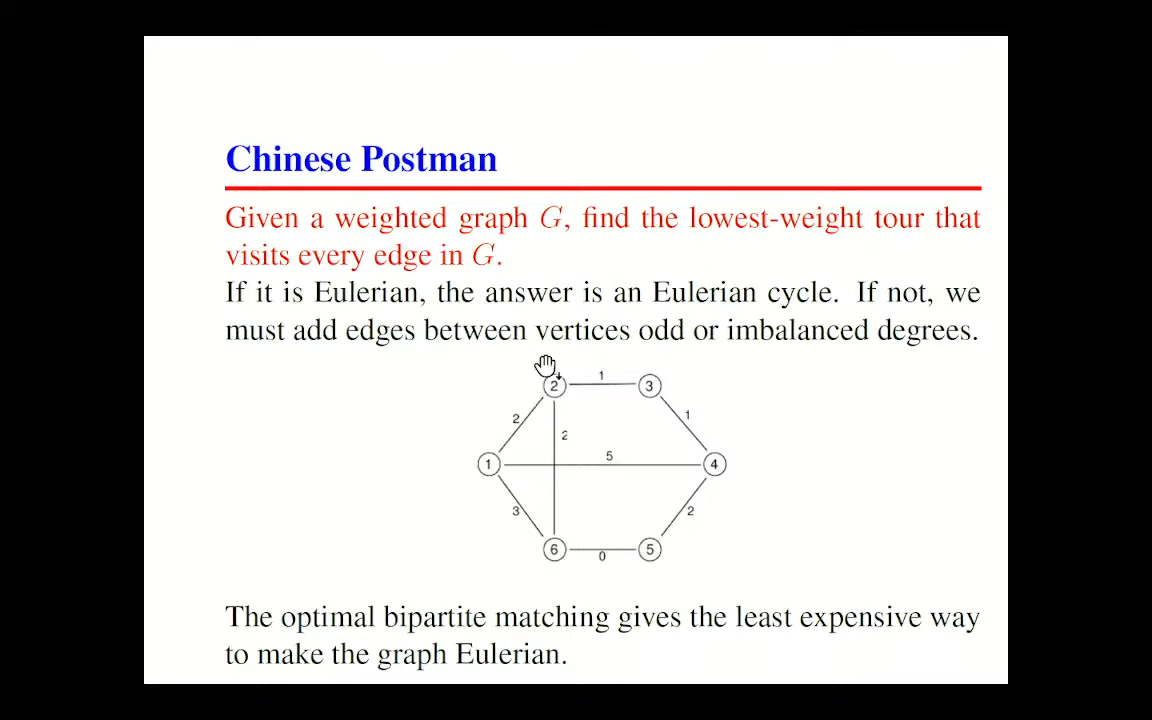 Chinese Postman
Given a weighted graph G, find the lowest-weight tour that
visits every edge in G.
If it is Eulerian, the answer is an Eulerian cycle. If not, we
must add edges between vertices odd or imbalanced degrees.
2 1 3
2 1
2
5
1 4
3 2
6 0 5
The optimal bipartite matching gives the least expensive way
to make the graph Eulerian.